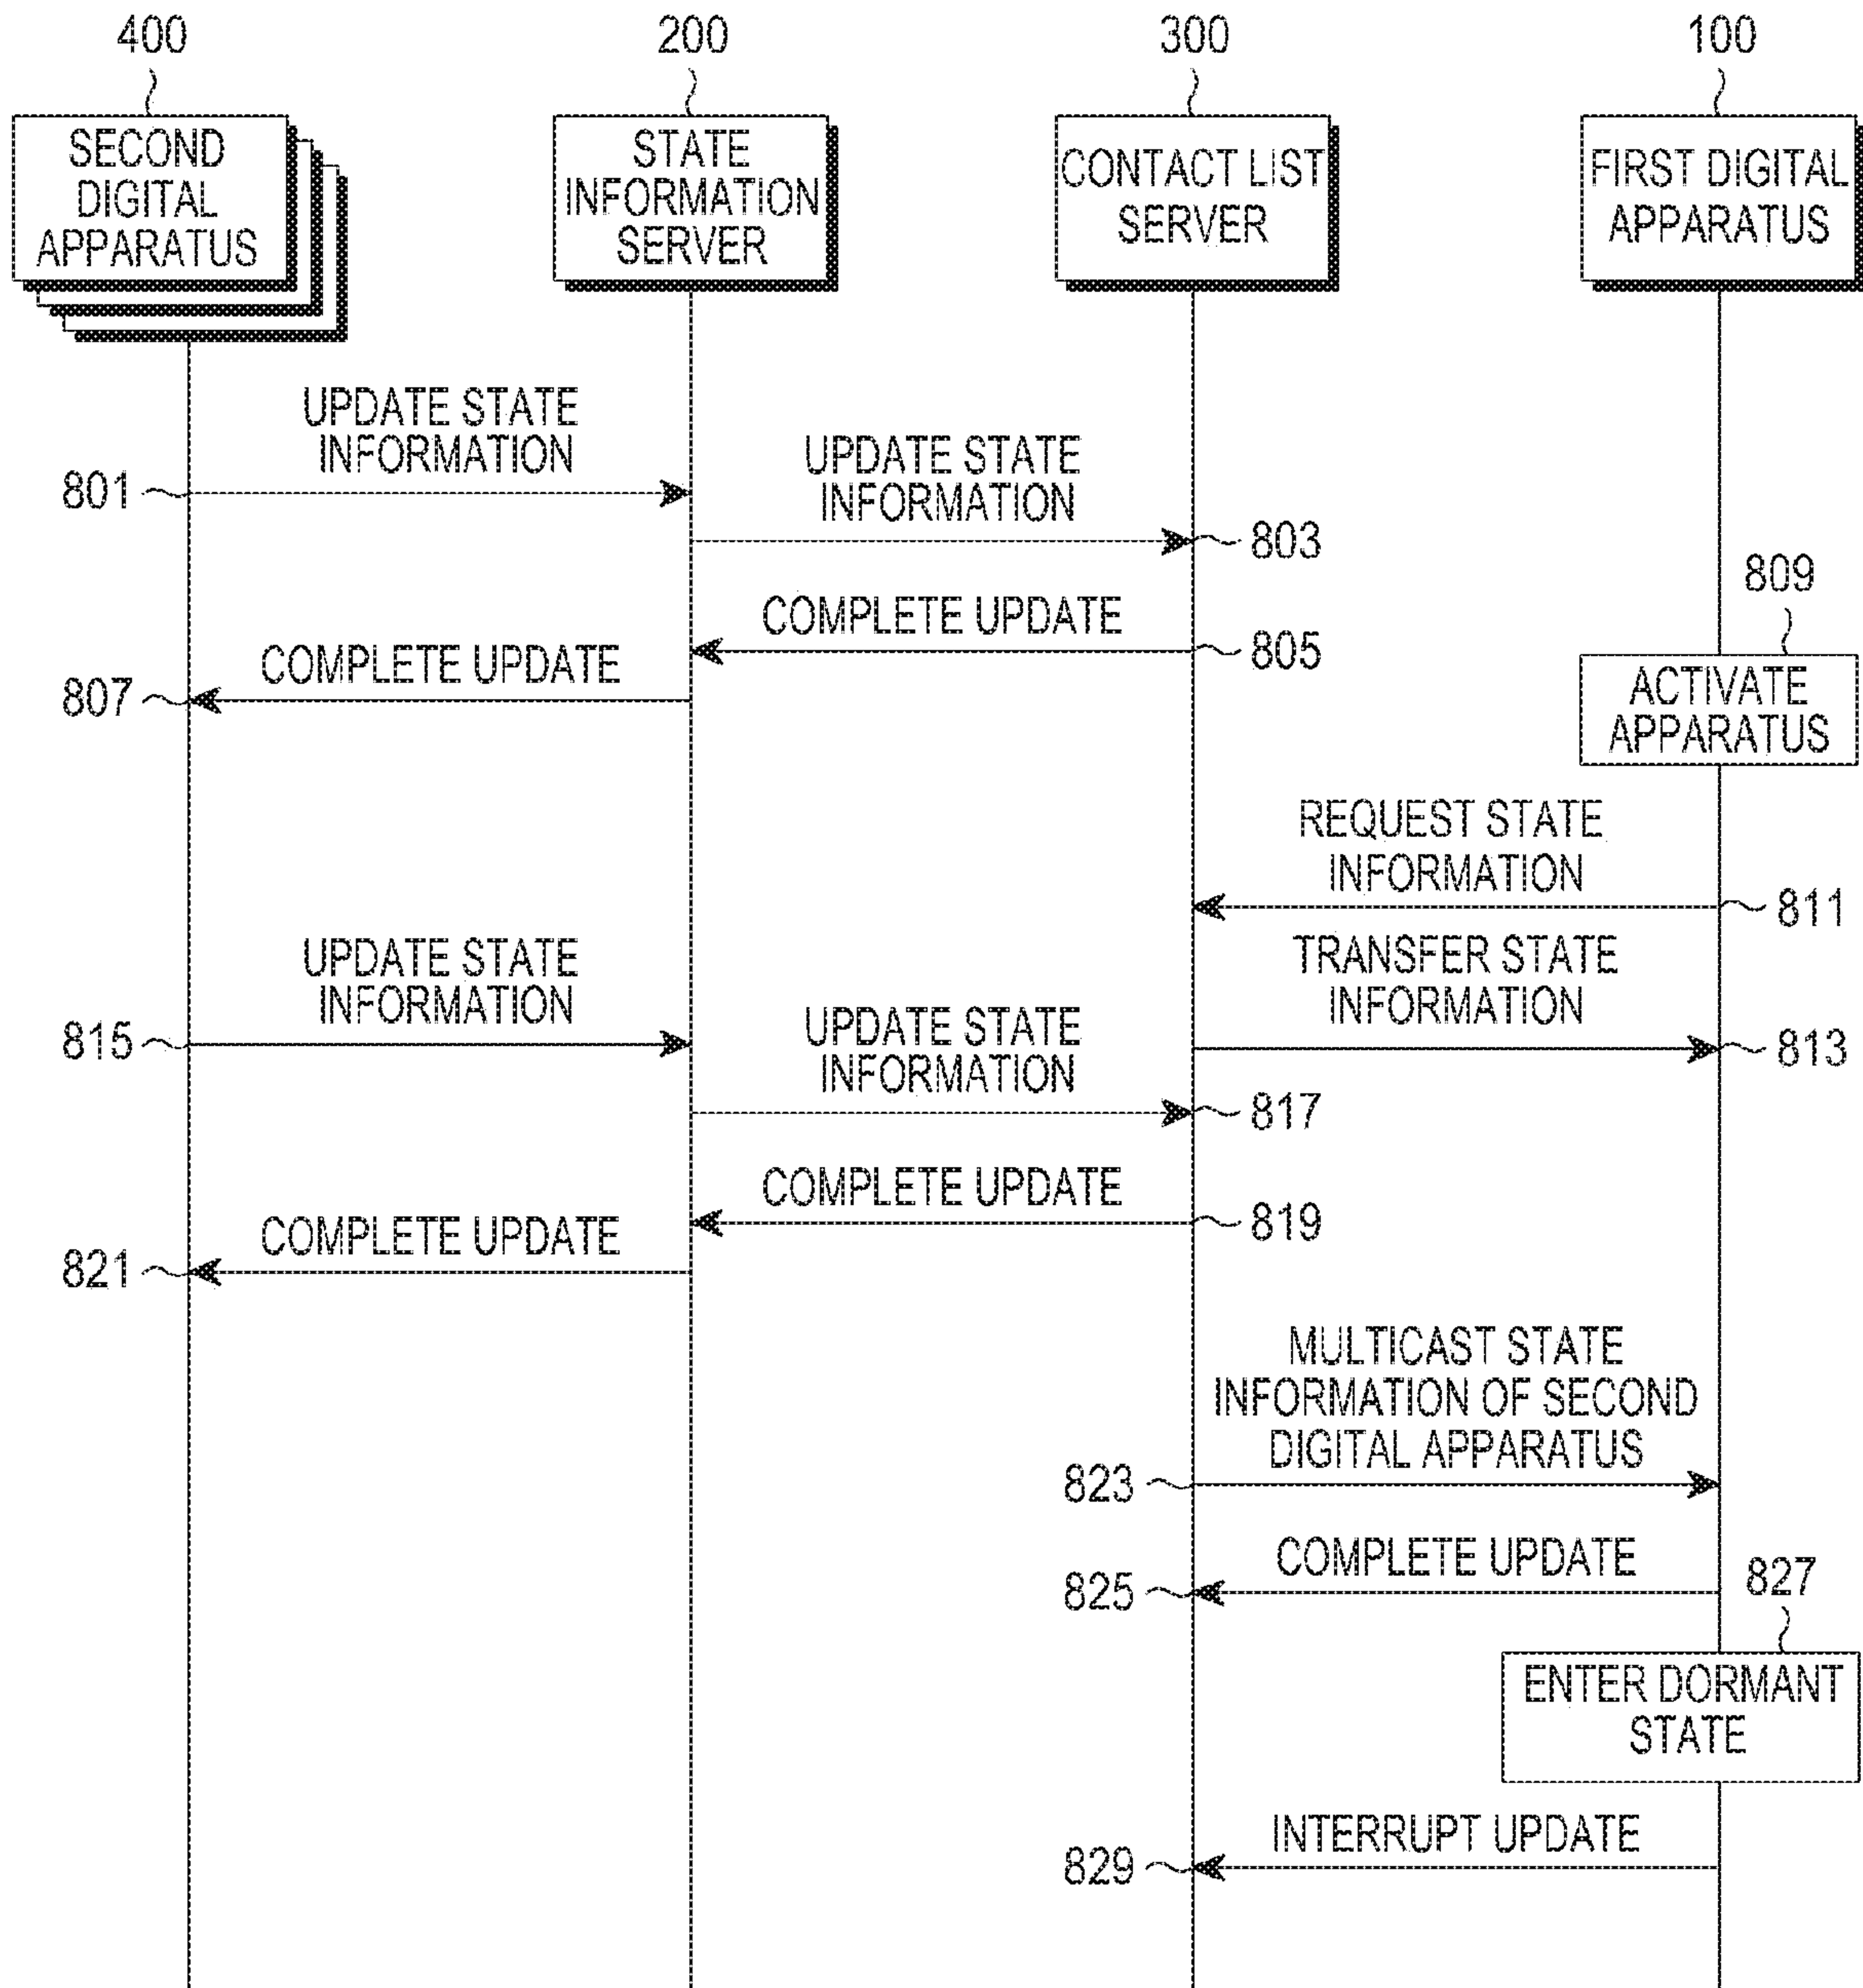 400
200
300
100
SECOND
DIGITAL
APPARATUS
STATE
INFORMATION
SERVER
CONTACT LIST
SERVER
FIRST DIGITAL
APPARATUS
UPDATE STATE
INFORMATION
801
UPDATE STATE
INFORMATION
803
COMPLETE UPDATE
805
COMPLETE UPDATE
807
809
ACTIVATE
APPARATUS
REQUEST STATE
INFORMATION
811
TRANSFER STATE
INFORMATION
813
UPDATE STATE
INFORMATION
815
UPDATE STATE
INFORMATION
817
COMPLETE UPDATE
819
COMPLETE UPDATE
821
MULTICAST STATE
INFORMATION OF SECOND
DIGITAL APPARATUS
823
COMPLETE UPDATE
825
827
ENTER DORMANT
STATE
INTERRUPT UPDATE
829